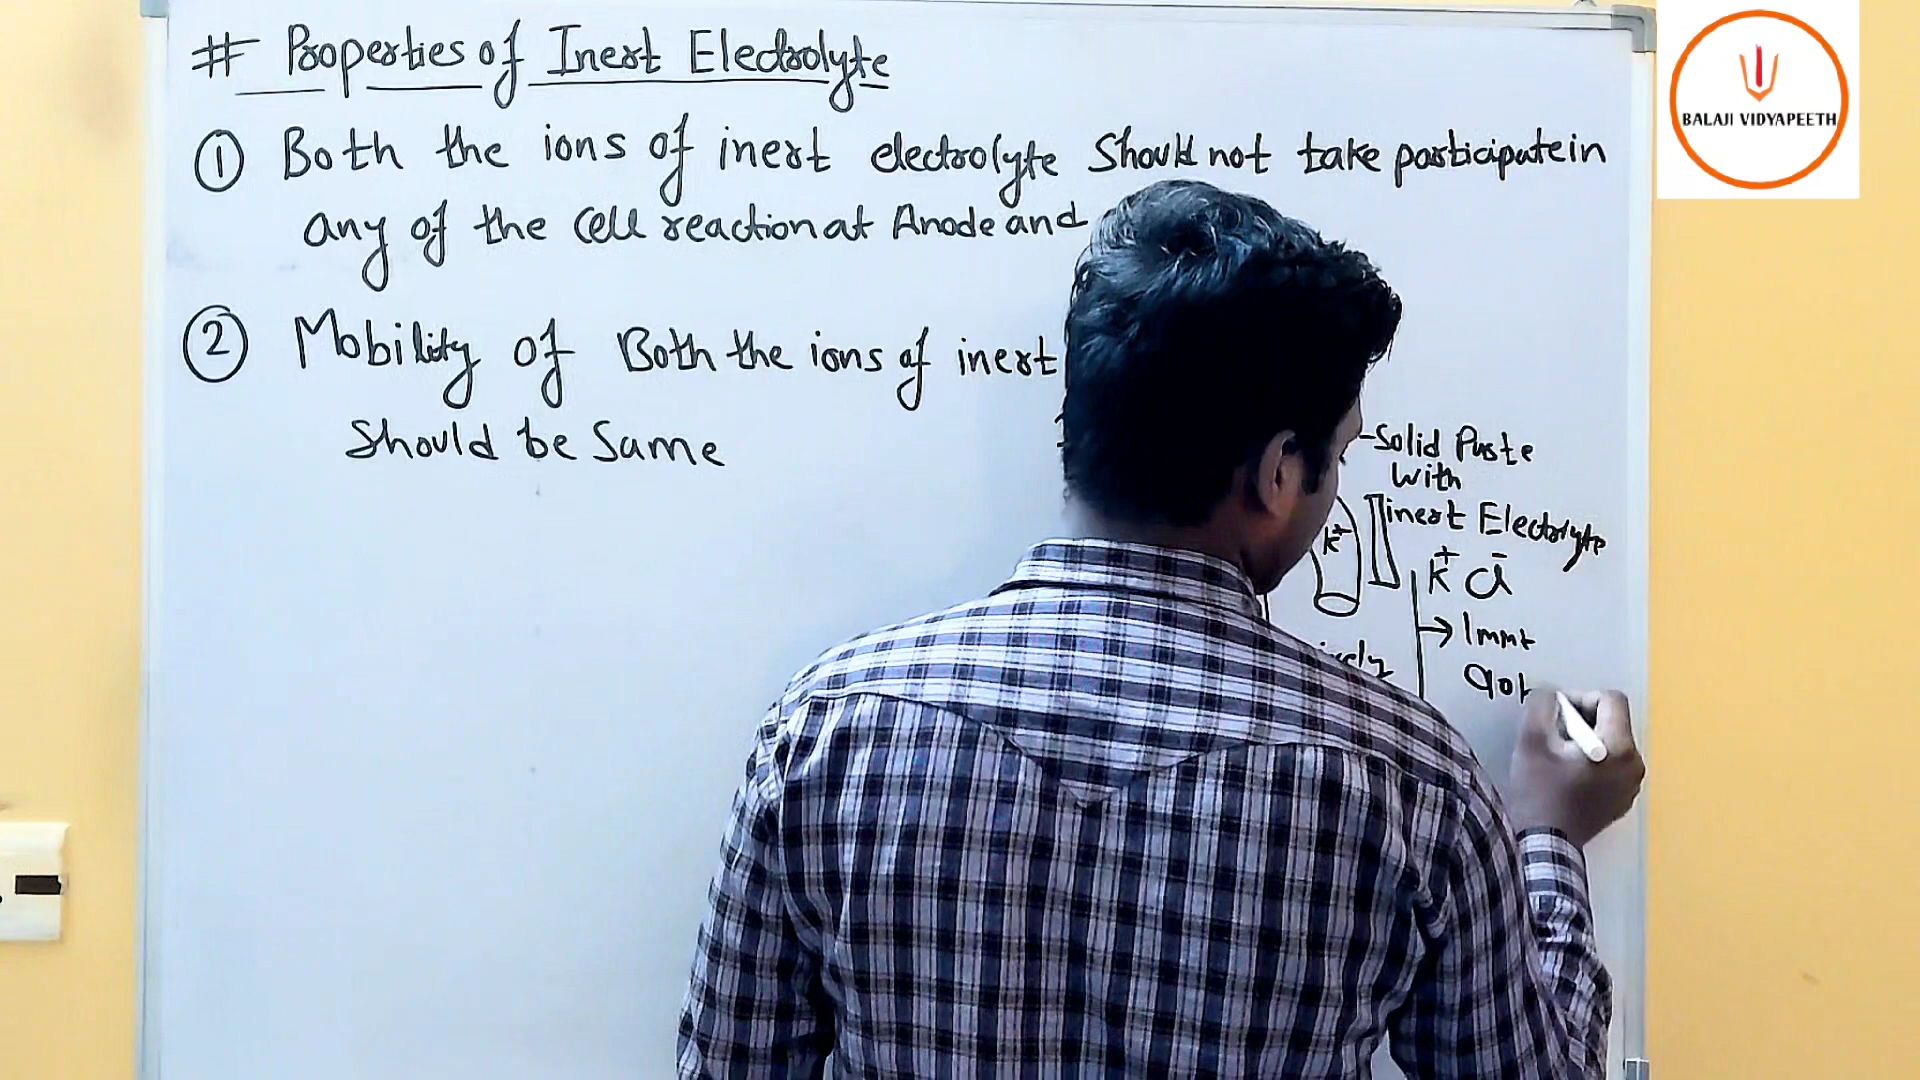 # Properties of Inert Electrolyte
① Both the ions of inert electrolyte Should not take participate in
any of the Cell reaction at Anode and
② Mobility of Both the ions of inert
Should be Same
Solid Paste
With
inert Electrolyte
K⁺
K⁺ Cl⁻
→ 1 mmt
BALAJI VIDYAPEETH